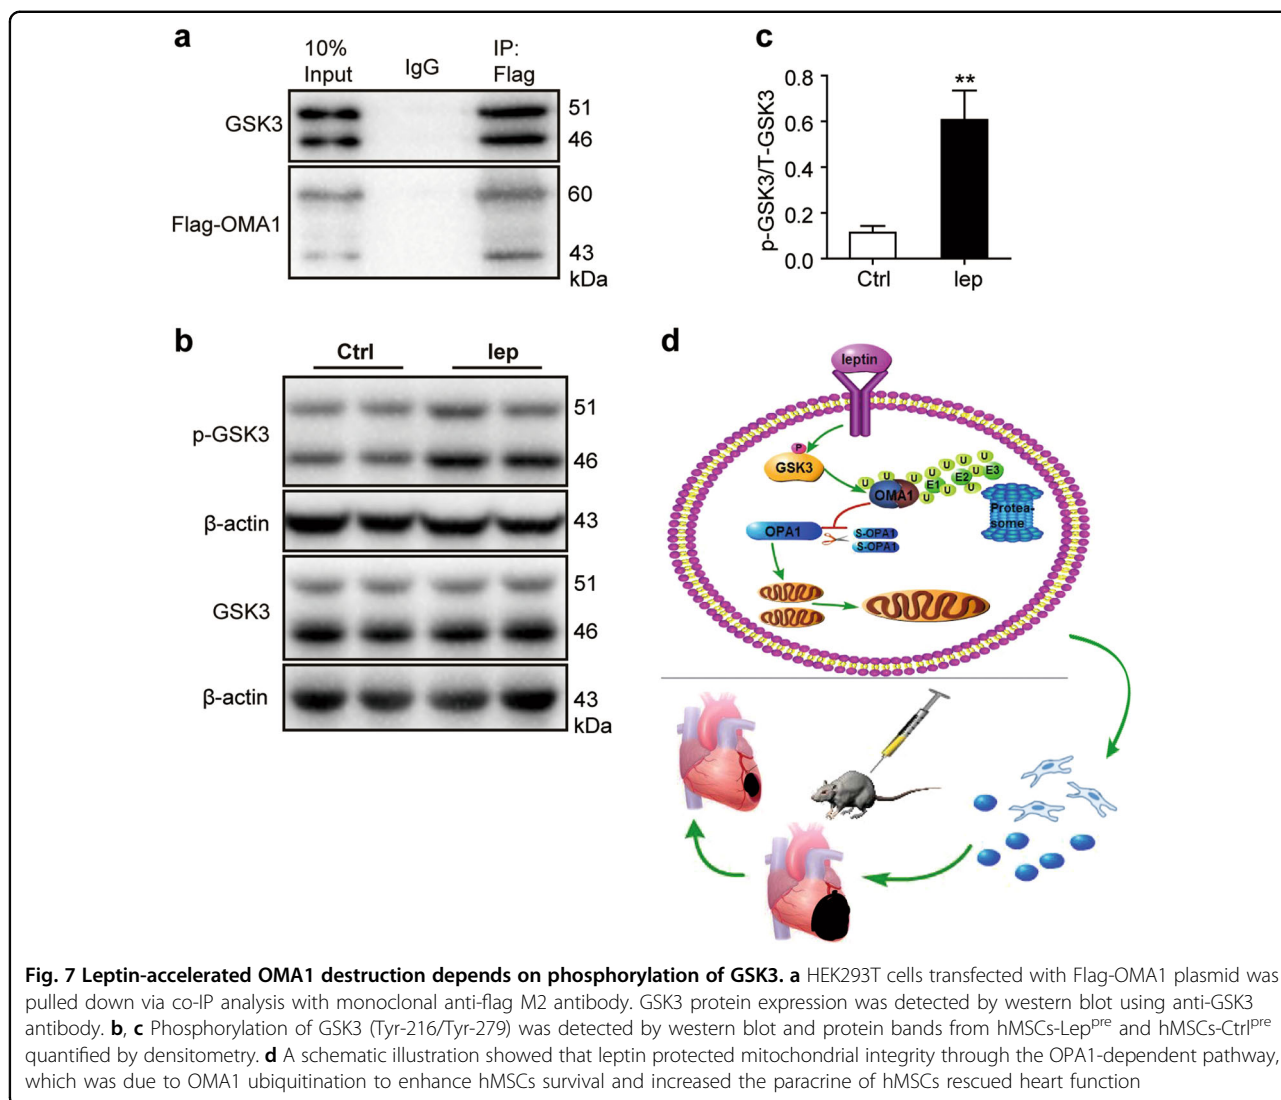 a
10%
Input
IgG
IP:
Flag
GSK3
51
46
Flag-OMA1
60
43
kDa
c
p-GSK3/T-GSK3
0.8
0.6
0.4
0.2
0.0
**
Ctrl
lep
b
Ctrl
lep
p-GSK3
51
46
β-actin
43
GSK3
51
46
β-actin
43
kDa
d
leptin
P
GSK3
U U U U U U
U U U U
E1 E2 E3
OMA1
Protea-
some
OPA1
S-OPA1
S-OPA1
Fig. 7 Leptin-accelerated OMA1 destruction depends on phosphorylation of GSK3. a HEK293T cells transfected with Flag-OMA1 plasmid was
pulled down via co-IP analysis with monoclonal anti-flag M2 antibody. GSK3 protein expression was detected by western blot using anti-GSK3
antibody. b, c Phosphorylation of GSK3 (Tyr-216/Tyr-279) was detected by western blot and protein bands from hMSCs-Lepᵖʳᵉ and hMSCs-Ctrlᵖʳᵉ
quantified by densitometry. d A schematic illustration showed that leptin protected mitochondrial integrity through the OPA1-dependent pathway,
which was due to OMA1 ubiquitination to enhance hMSCs survival and increased the paracrine of hMSCs rescued heart function